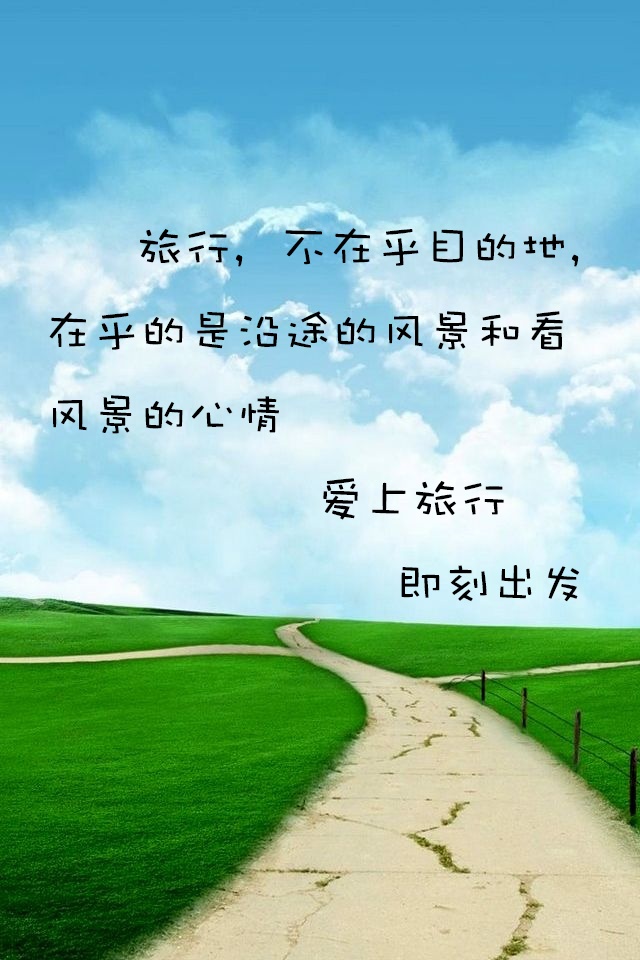 旅行，不在乎目的地，
在乎的是沿途的风景和看
风景的心情
爱上旅行
即刻出发